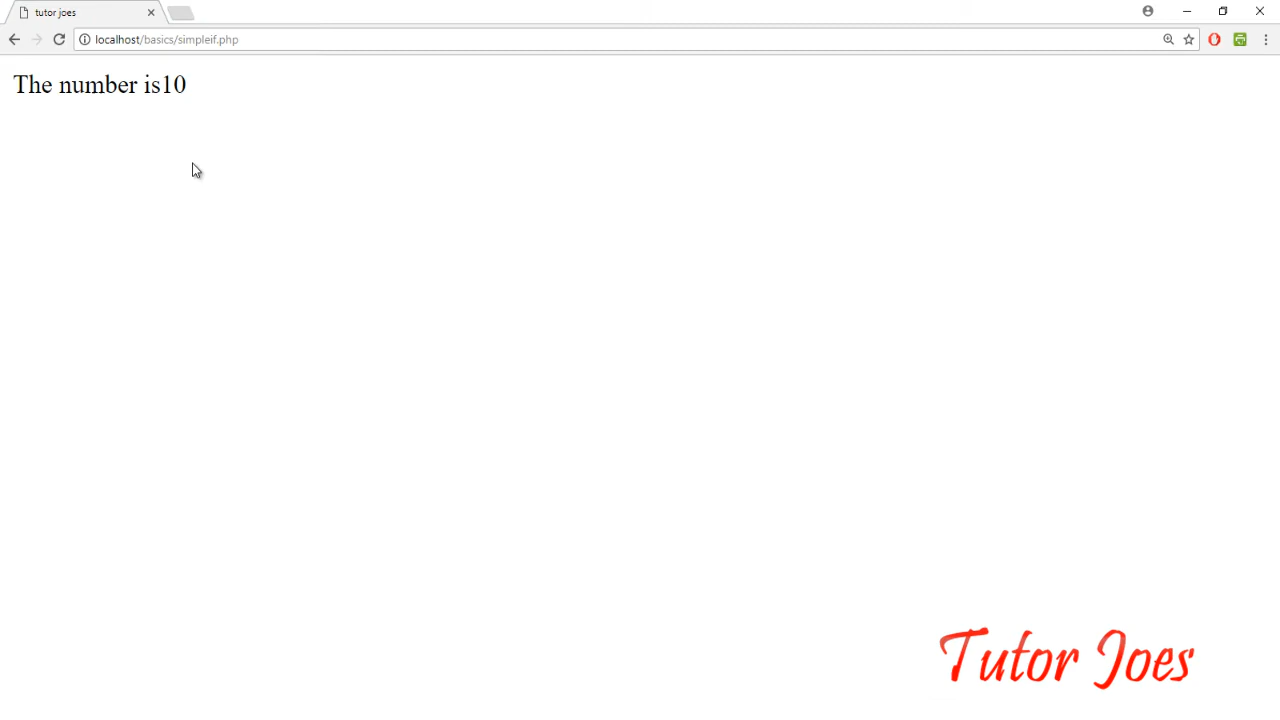 tutor joes
localhost/basics/simpleif.php
The number is10
Tutor Joes